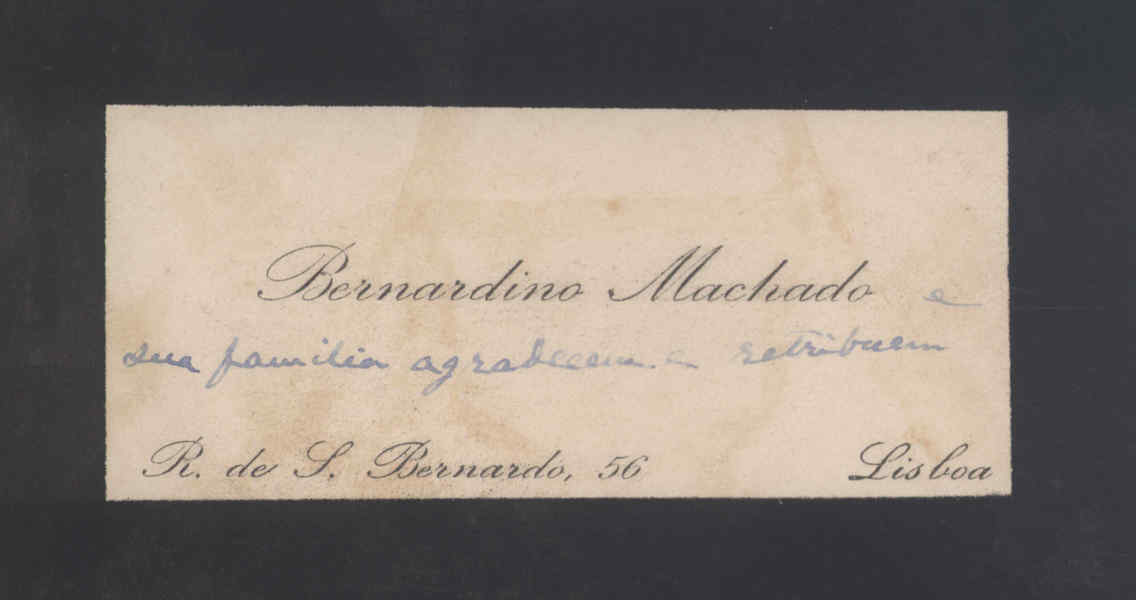 Bernardino Machado e
sua familia agradecem e retribuem
R. de S. Bernardo, 56 Lisboa